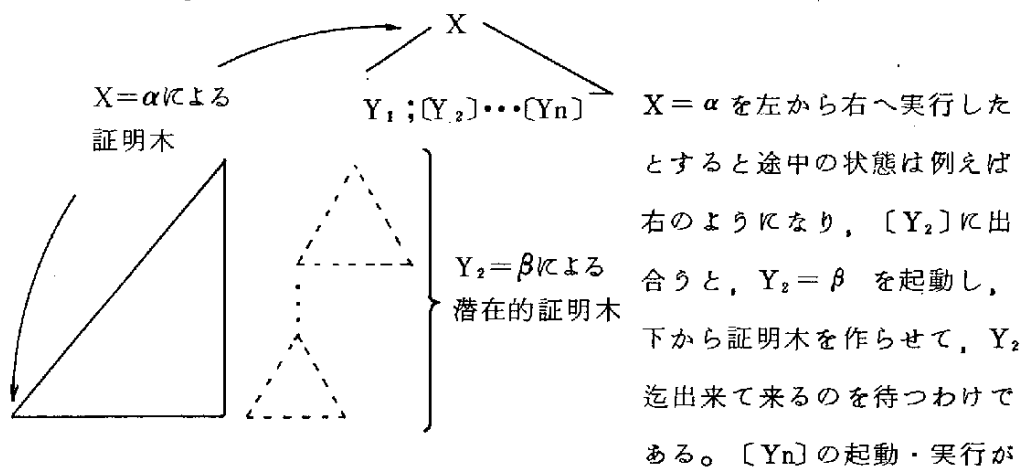 X
X=αによる
証明木
Y₁;〔Y₂〕•••〔Yn〕
Y₂=βによる
潜在的証明木
X=αを左から右へ実行した
とすると途中の状態は例えば
右のようになり，〔Y₂〕に出
合うと，Y₂=β を起動し，
下から証明木を作らせて，Y₂
迄出来て来るのを待つわけで
ある。〔Yn〕の起動・実行が